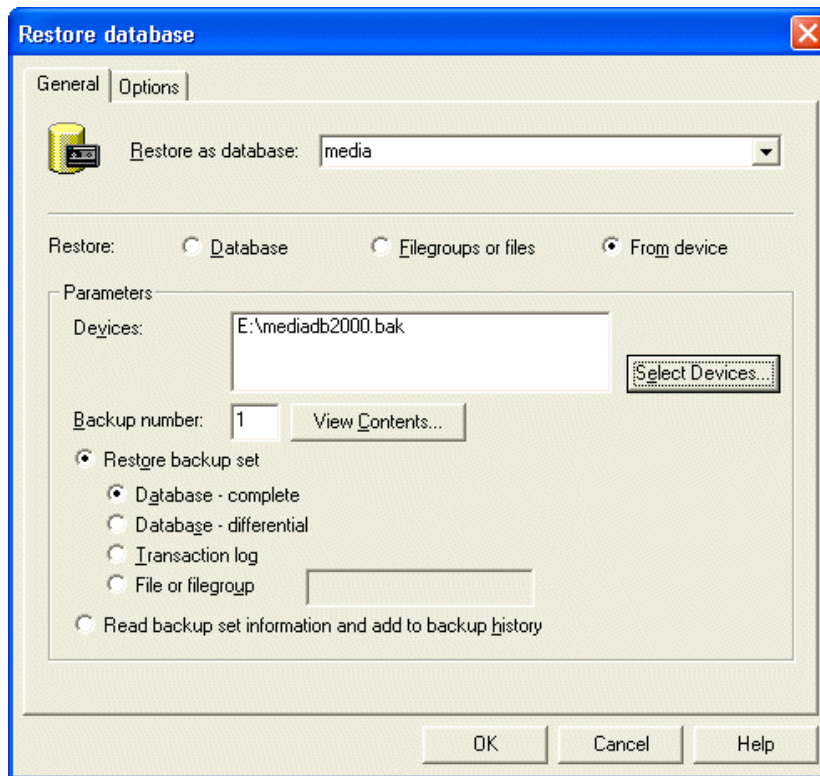 Restore database
General Options
Restore as database: media
Restore: Database Filegroups or files From device
Parameters
Devices: E:\mediadb2000.bak
Select Devices...
Backup number: 1 View Contents...
Restore backup set
Database - complete
Database - differential
Transaction log
File or filegroup
Read backup set information and add to backup history
OK Cancel Help